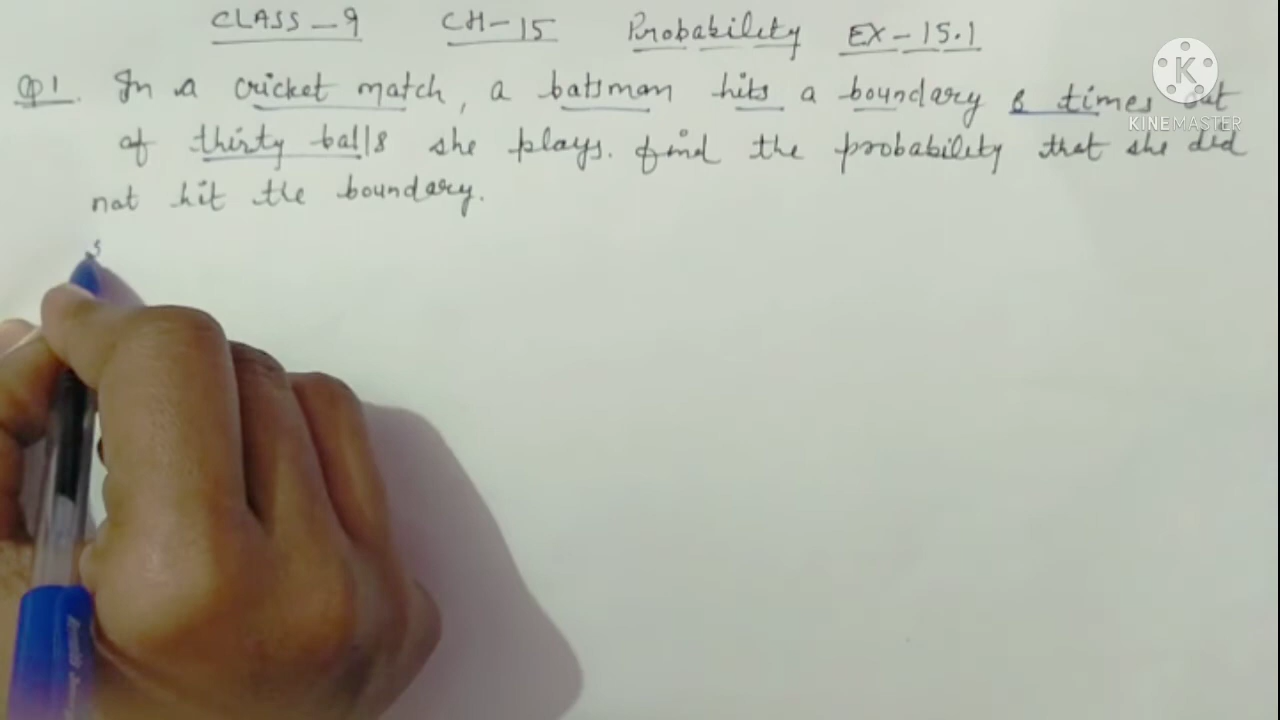 CLASS - 9 CH - 15 Probability EX - 15.1
Q1. In a cricket match, a batsman hits a boundary 6 times out
of thirty balls she plays. find the probability that she did
not hit the boundary.
K
KINEMASTER